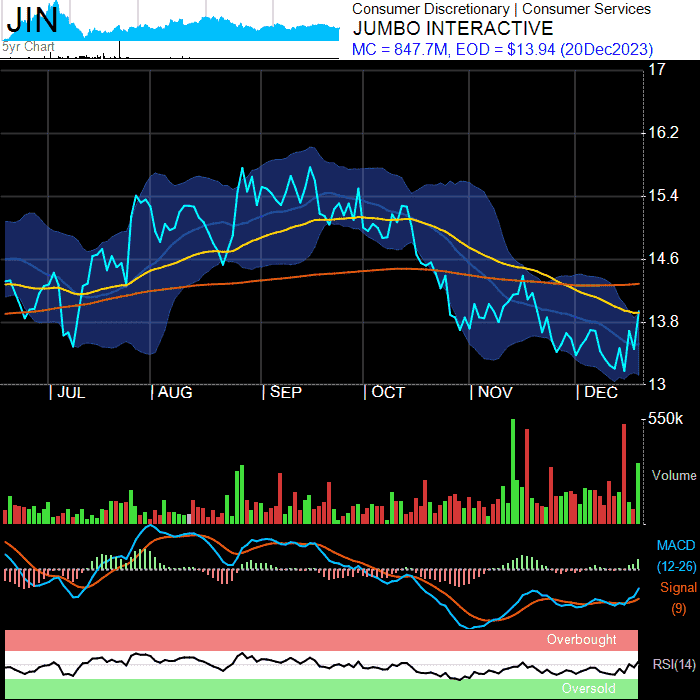 JIN
5yr Chart
Consumer Discretionary | Consumer Services
JUMBO INTERACTIVE
MC = 847.7M, EOD = $13.94 (20Dec2023)
17
16.2
15.4
14.6
13.8
13
| JUL | AUG | SEP | OCT | NOV | DEC
550k
Volume
MACD
(12-26)
Signal
(9)
Overbought
RSI(14)
Oversold